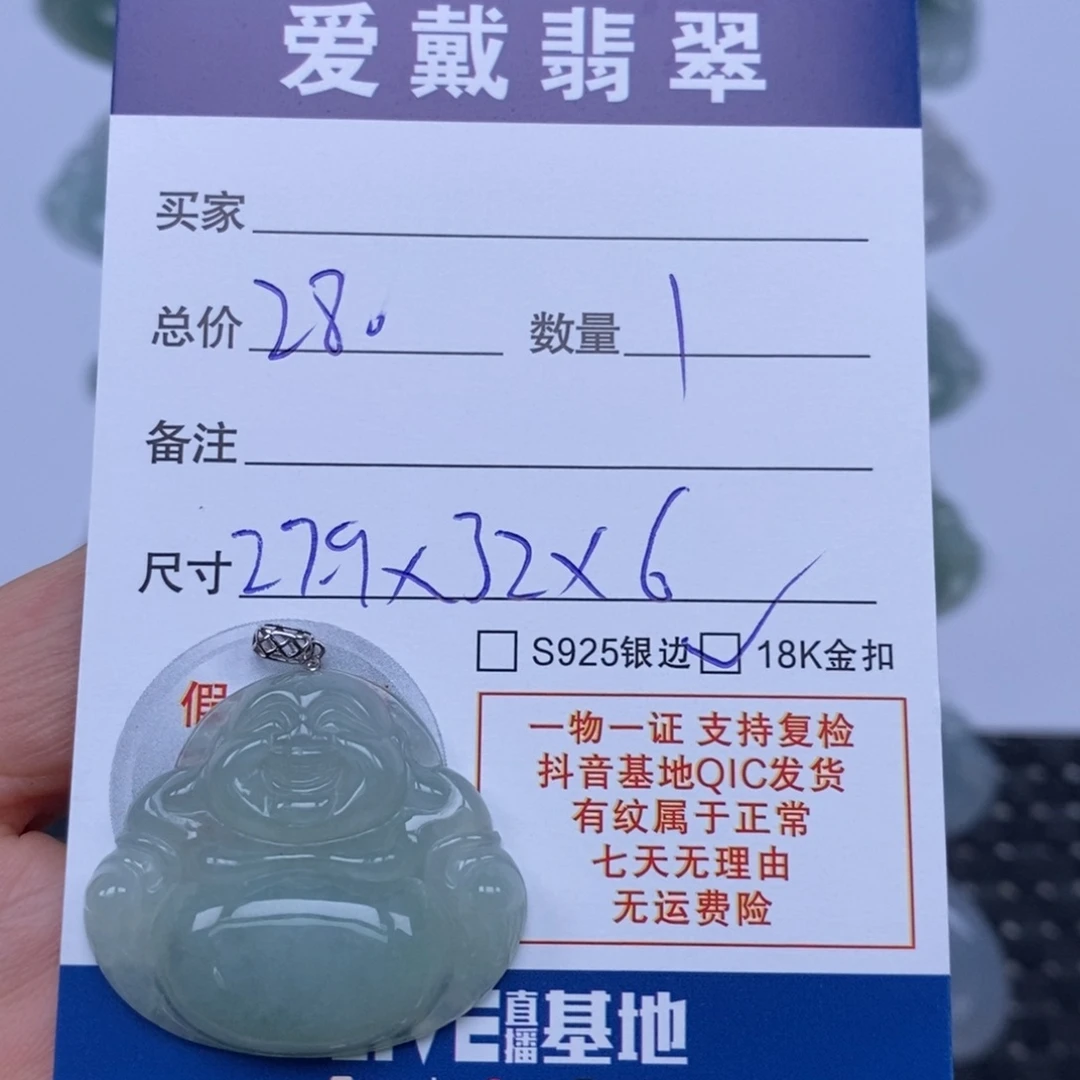 爱戴翡翠
买家
总价 280 数量 1
备注
尺寸 27.9x32x6
S925银边 18K金扣
假
一物一证 支持复检
抖音基地QIC发货
有纹属于正常
七天无理由
无运费险
直播基地